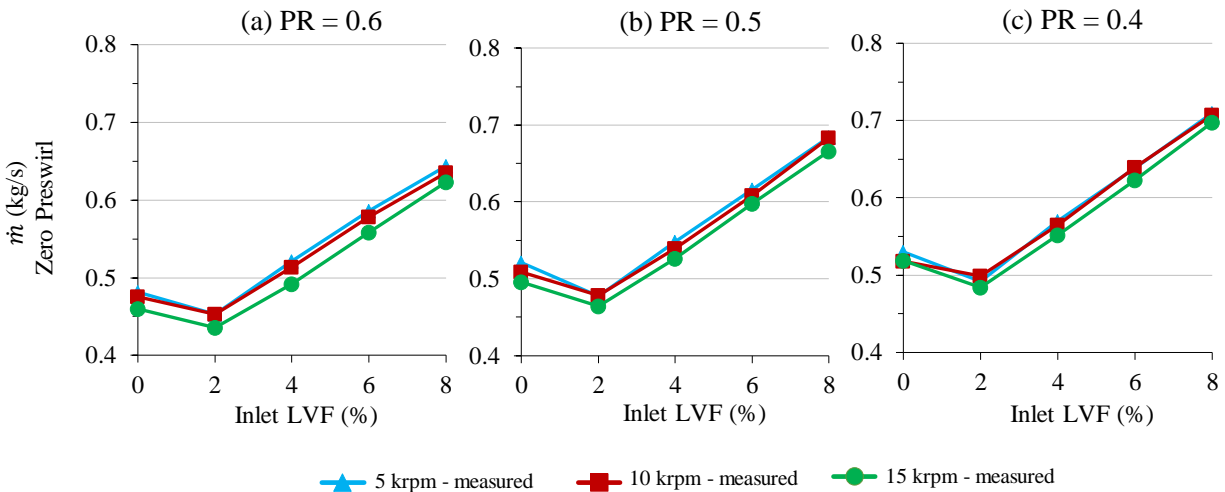 (a) PR = 0.6
(b) PR = 0.5
(c) PR = 0.4
ṁ (kg/s)
Zero Preswirl
0.8
0.7
0.6
0.5
0.4
0 2 4 6 8
Inlet LVF (%)
0.8
0.7
0.6
0.5
0.4
0 2 4 6 8
Inlet LVF (%)
0.8
0.7
0.6
0.5
0.4
0 2 4 6 8
Inlet LVF (%)
5 krpm - measured 10 krpm - measured 15 krpm - measured